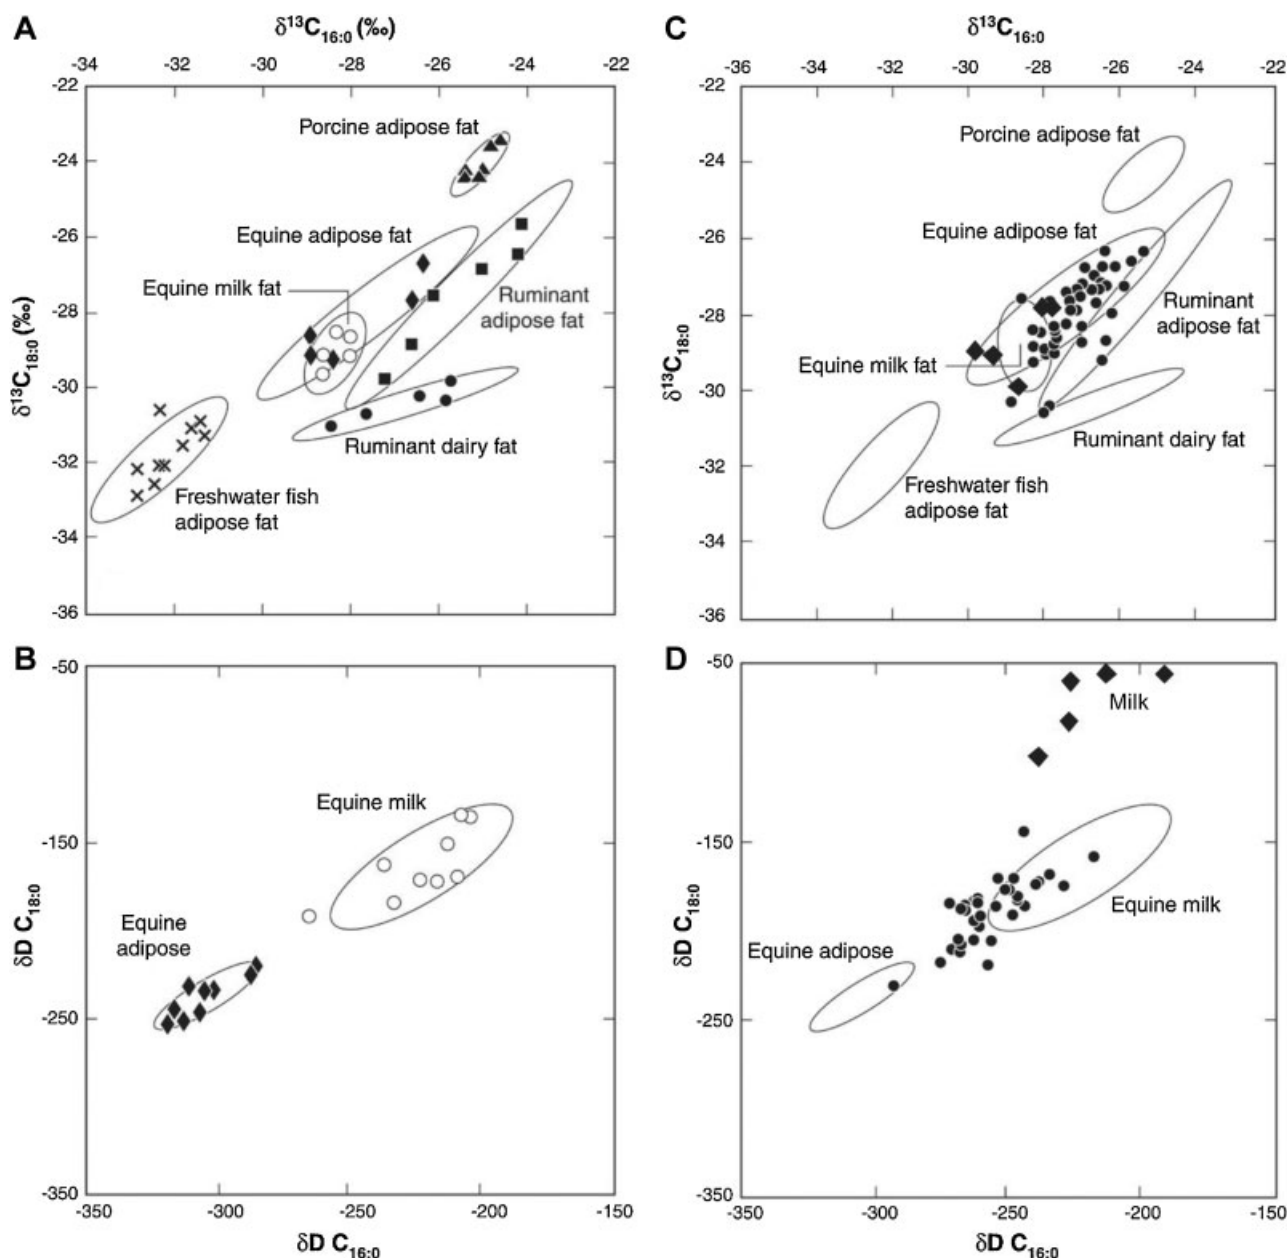 A
δ¹³C₁₆:₀ (‰)
-34 -32 -30 -28 -26 -24 -22
-22
-24
-26
-28
-30
-32
-34
-36
δ¹³C₁₈:₀ (‰)
Porcine adipose fat
Equine adipose fat
Equine milk fat
Ruminant
adipose fat
Ruminant dairy fat
Freshwater fish
adipose fat
C
δ¹³C₁₆:₀
-36 -34 -32 -30 -28 -26 -24 -22
-22
-24
-26
-28
-30
-32
-34
-36
δ¹³C₁₈:₀
Porcine adipose fat
Equine adipose fat
Ruminant
adipose fat
Equine milk fat
Ruminant dairy fat
Freshwater fish
adipose fat
B
-50
-150
-250
-350
δD C₁₈:₀
Equine milk
Equine
adipose
-350 -300 -250 -200 -150
δD C₁₆:₀
D
-50
-150
-250
-350
δD C₁₈:₀
Milk
Equine milk
Equine adipose
-350 -300 -250 -200 -150
δD C₁₆:₀